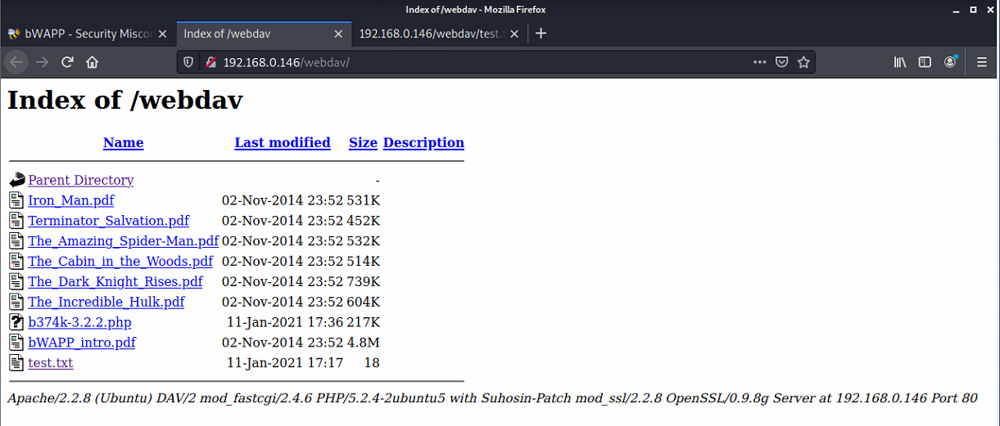 Index of /webdav - Mozilla Firefox
bWAPP - Security Miscon Index of /webdav 192.168.0.146/webdav/test.t
192.168.0.146/webdav/
Index of /webdav
Name Last modified Size Description
Parent Directory -
Iron_Man.pdf 02-Nov-2014 23:52 531K
Terminator_Salvation.pdf 02-Nov-2014 23:52 452K
The_Amazing_Spider-Man.pdf 02-Nov-2014 23:52 532K
The_Cabin_in_the_Woods.pdf 02-Nov-2014 23:52 514K
The_Dark_Knight_Rises.pdf 02-Nov-2014 23:52 739K
The_Incredible_Hulk.pdf 02-Nov-2014 23:52 604K
b374k-3.2.2.php 11-Jan-2021 17:36 217K
bWAPP_intro.pdf 02-Nov-2014 23:52 4.8M
test.txt 11-Jan-2021 17:17 18
Apache/2.2.8 (Ubuntu) DAV/2 mod_fastcgi/2.4.6 PHP/5.2.4-2ubuntu5 with Suhosin-Patch mod_ssl/2.2.8 OpenSSL/0.9.8g Server at 192.168.0.146 Port 80